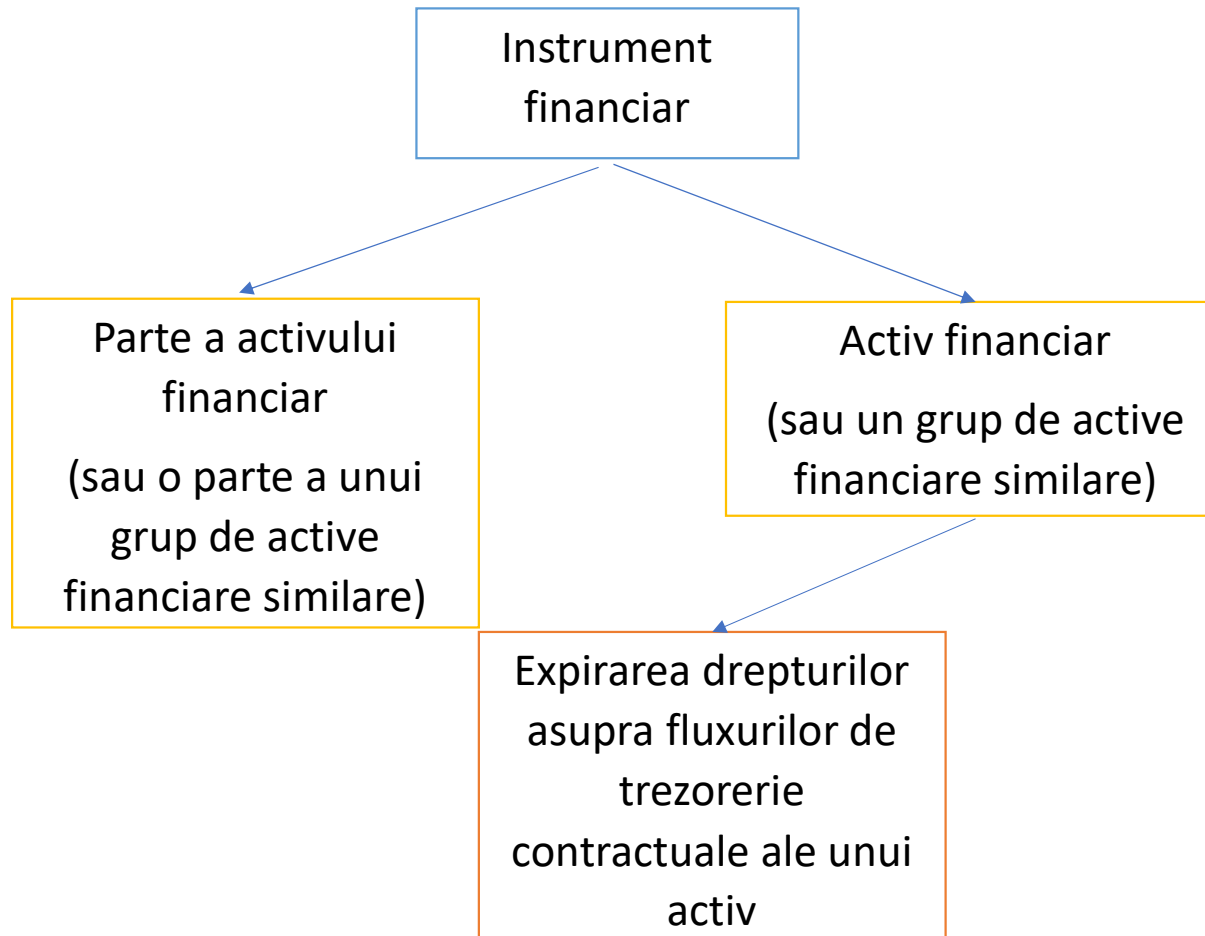 Instrument
financiar
Parte a activului
financiar
(sau o parte a unui
grup de active
financiare similare)
Activ financiar
(sau un grup de active
financiare similare)
Expirarea drepturilor
asupra fluxurilor de
trezorerie
contractuale ale unui
activ